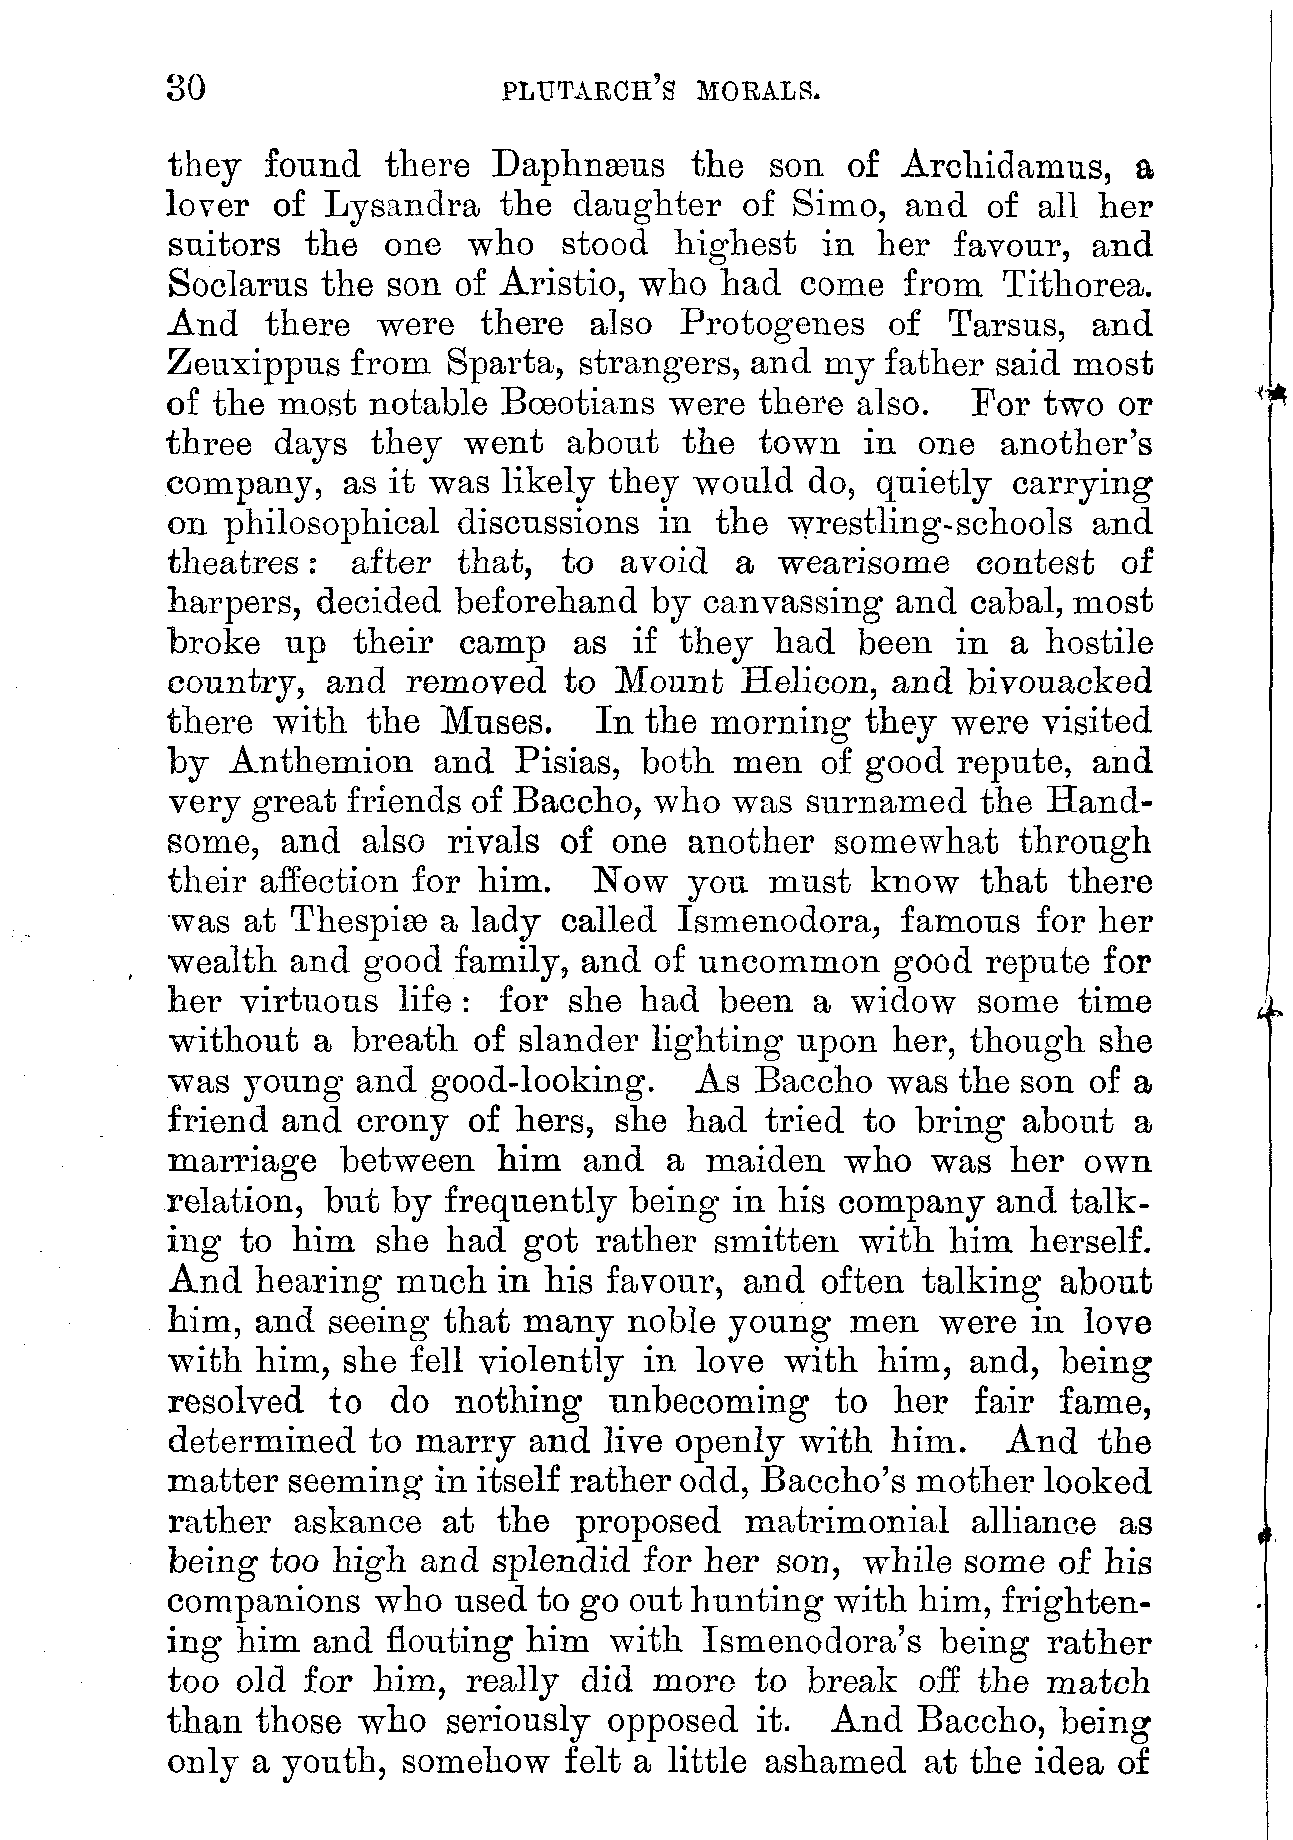 30 PLUTARCH'S MORALS.
they found there Daphnæus the son of Archidamus, a
lover of Lysandra the daughter of Simo, and of all her
suitors the one who stood highest in her favour, and
Soclarus the son of Aristio, who had come from Tithorea.
And there were there also Protogenes of Tarsus, and
Zeuxippus from Sparta, strangers, and my father said most
of the most notable Bœotians were there also. For two or
three days they went about the town in one another's
company, as it was likely they would do, quietly carrying
on philosophical discussions in the wrestling-schools and
theatres : after that, to avoid a wearisome contest of
harpers, decided beforehand by canvassing and cabal, most
broke up their camp as if they had been in a hostile
country, and removed to Mount Helicon, and bivouacked
there with the Muses. In the morning they were visited
by Anthemion and Pisias, both men of good repute, and
very great friends of Baccho, who was surnamed the Hand-
some, and also rivals of one another somewhat through
their affection for him. Now you must know that there
was at Thespiæ a lady called Ismenodora, famous for her
wealth and good family, and of uncommon good repute for
her virtuous life : for she had been a widow some time
without a breath of slander lighting upon her, though she
was young and good-looking. As Baccho was the son of a
friend and crony of hers, she had tried to bring about a
marriage between him and a maiden who was her own
relation, but by frequently being in his company and talk-
ing to him she had got rather smitten with him herself.
And hearing much in his favour, and often talking about
him, and seeing that many noble young men were in love
with him, she fell violently in love with him, and, being
resolved to do nothing unbecoming to her fair fame,
determined to marry and live openly with him. And the
matter seeming in itself rather odd, Baccho's mother looked
rather askance at the proposed matrimonial alliance as
being too high and splendid for her son, while some of his
companions who used to go out hunting with him, frighten-
ing him and flouting him with Ismenodora's being rather
too old for him, really did more to break off the match
than those who seriously opposed it. And Baccho, being
only a youth, somehow felt a little ashamed at the idea of